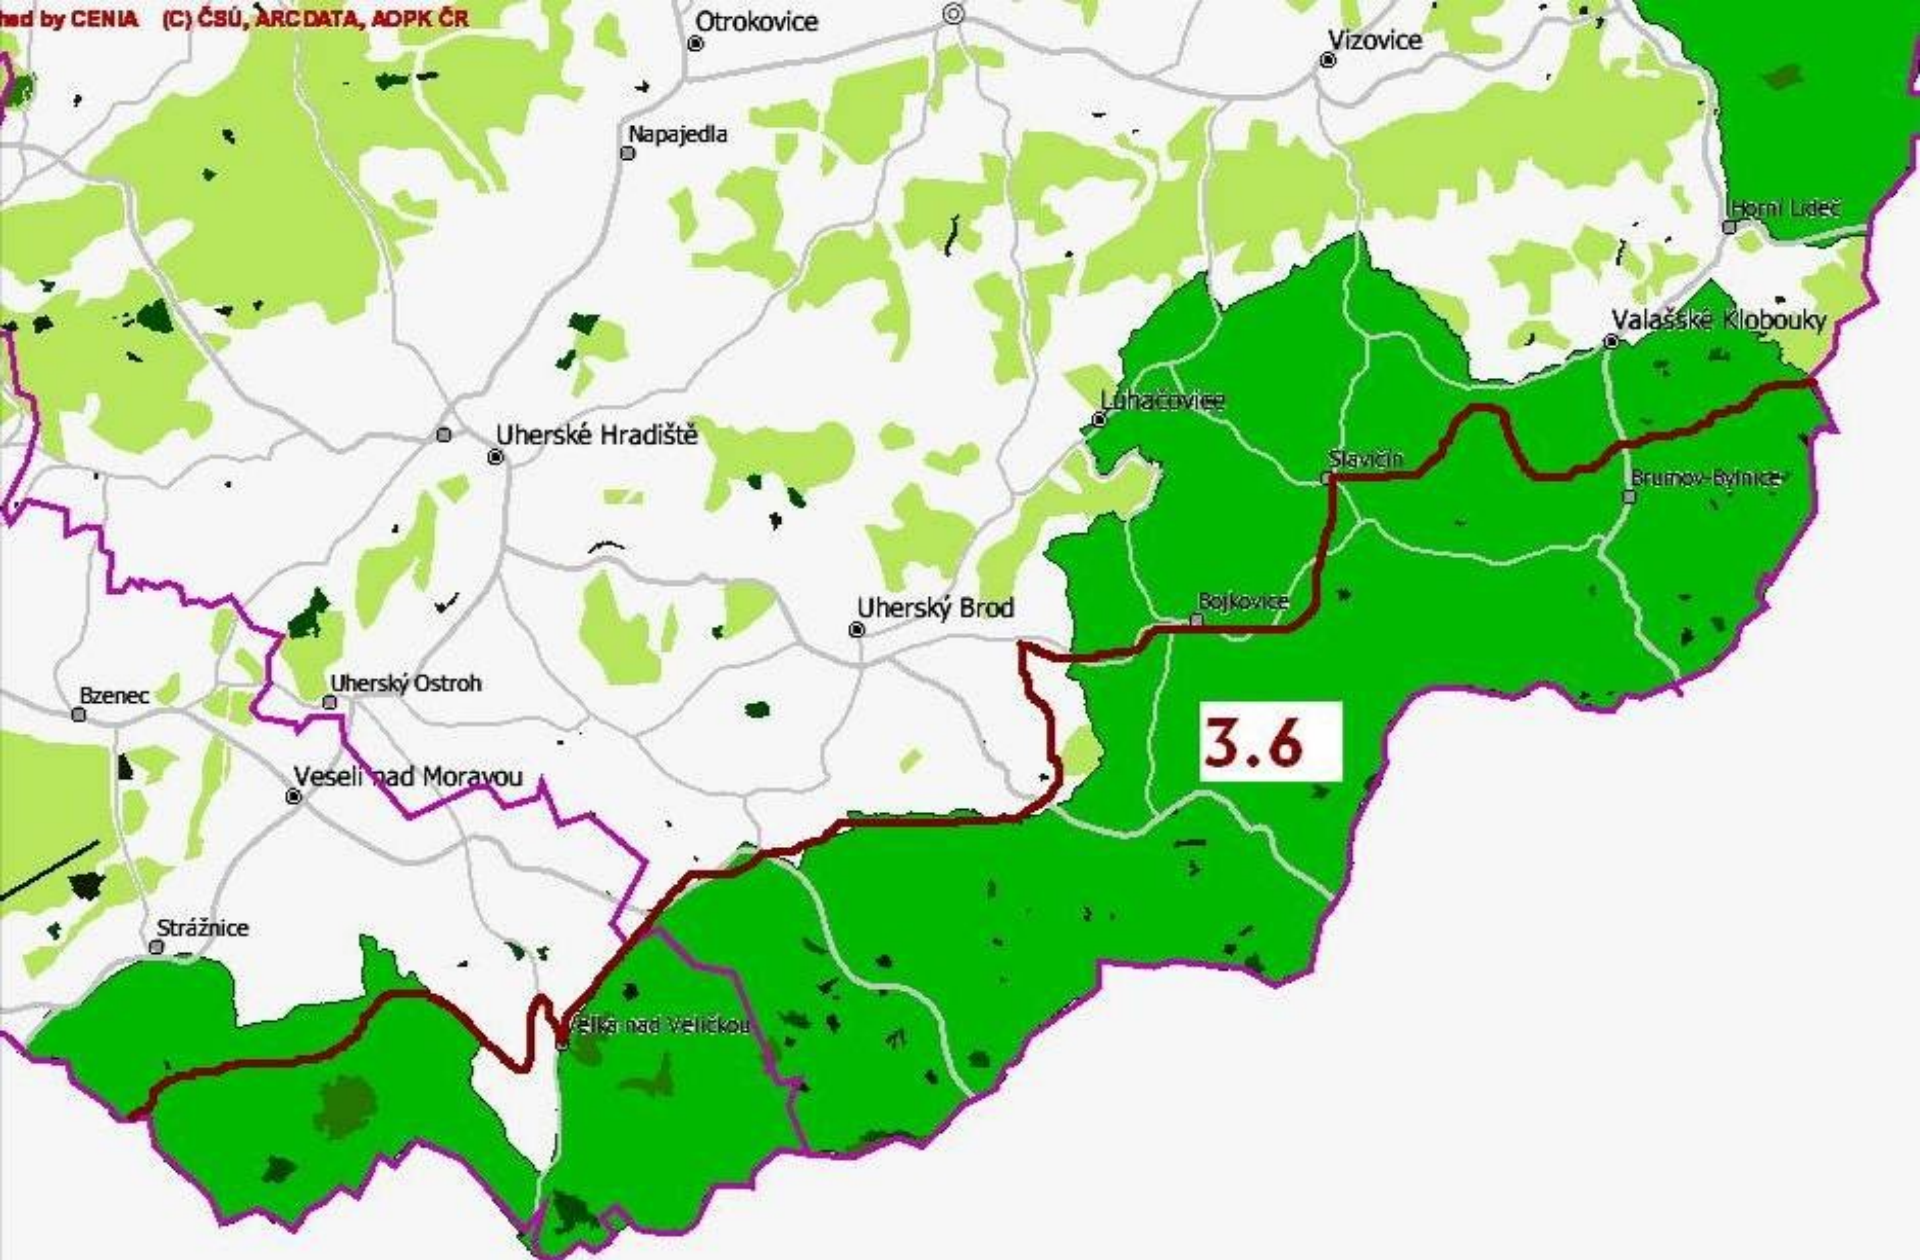 hed by CENIA (C) ČSÚ, ARCDATA, AOPK ČR
Otrokovice
Vizovice
Napajedla
Horní Lideč
Valašské Klobouky
Luhačovice
Uherské Hradiště
Slavičín
Brumov-Bylnice
Bojkovice
Uherský Brod
Uherský Ostroh
Bzenec
3.6
Veselí nad Moravou
Strážnice
Velká nad Veličkou